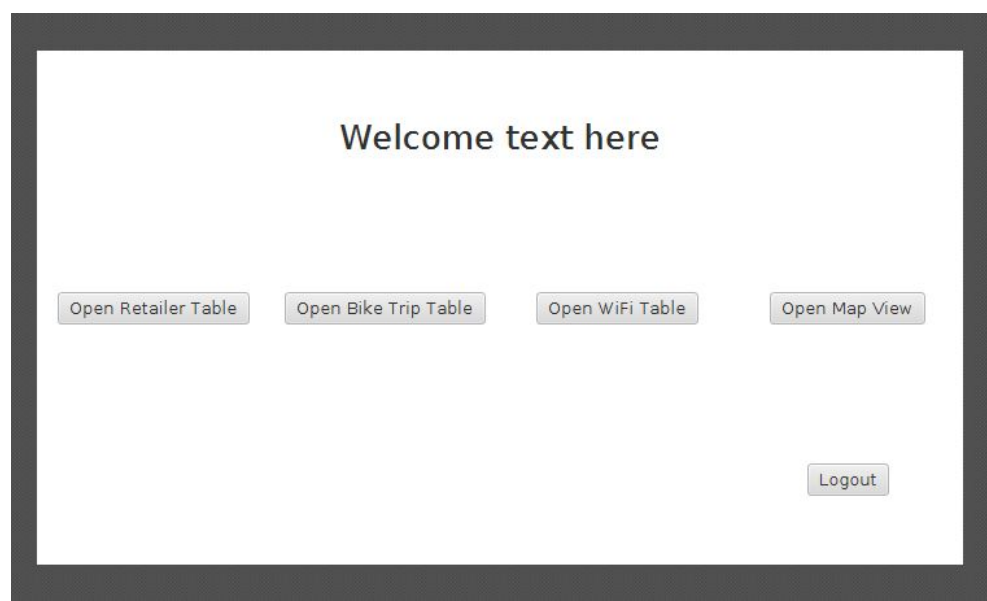 Welcome text here
Open Retailer Table
Open Bike Trip Table
Open WiFi Table
Open Map View
Logout